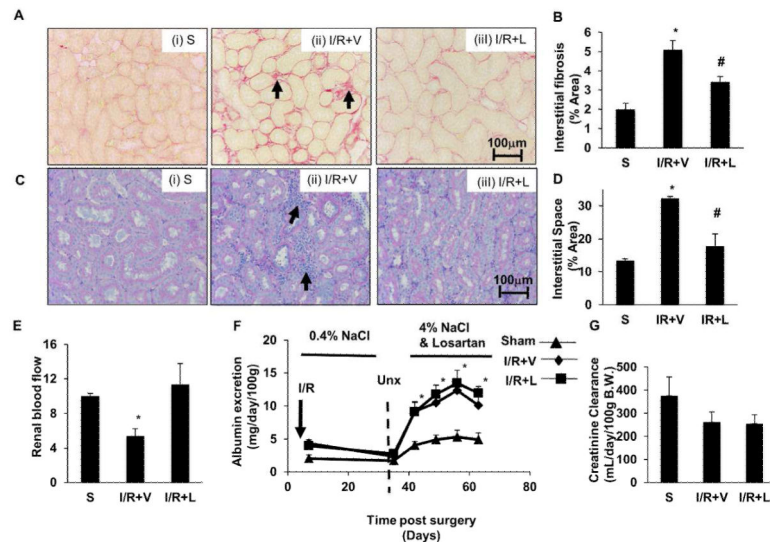 A
(i) S
(ii) I/R+V
(iiI) I/R+L
100μm
B
Interstitial fibrosis
(% Area)
6
5
4
3
2
1
0
*
#
S
I/R+V
I/R+L
C
(i) S
(ii) I/R+V
(iiI) I/R+L
100μm
D
Interstitial Space
(% Area)
30
20
10
0
*
#
S
IR+V
IR+L
E
Renal blood flow
16
12
8
4
0
*
S
I/R+V
I/R+L
F
0.4% NaCl
4% NaCl
& Losartan
Sham
I/R+V
I/R+L
I/R
Unx
Albumin excretion
(mg/day/100g)
20
15
10
5
0
* * * *
0 20 40 60 80
Time post surgery
(Days)
G
Creatinine Clearance
(mL/day/100g B.W.)
500
400
300
200
100
0
S
I/R+V
I/R+L